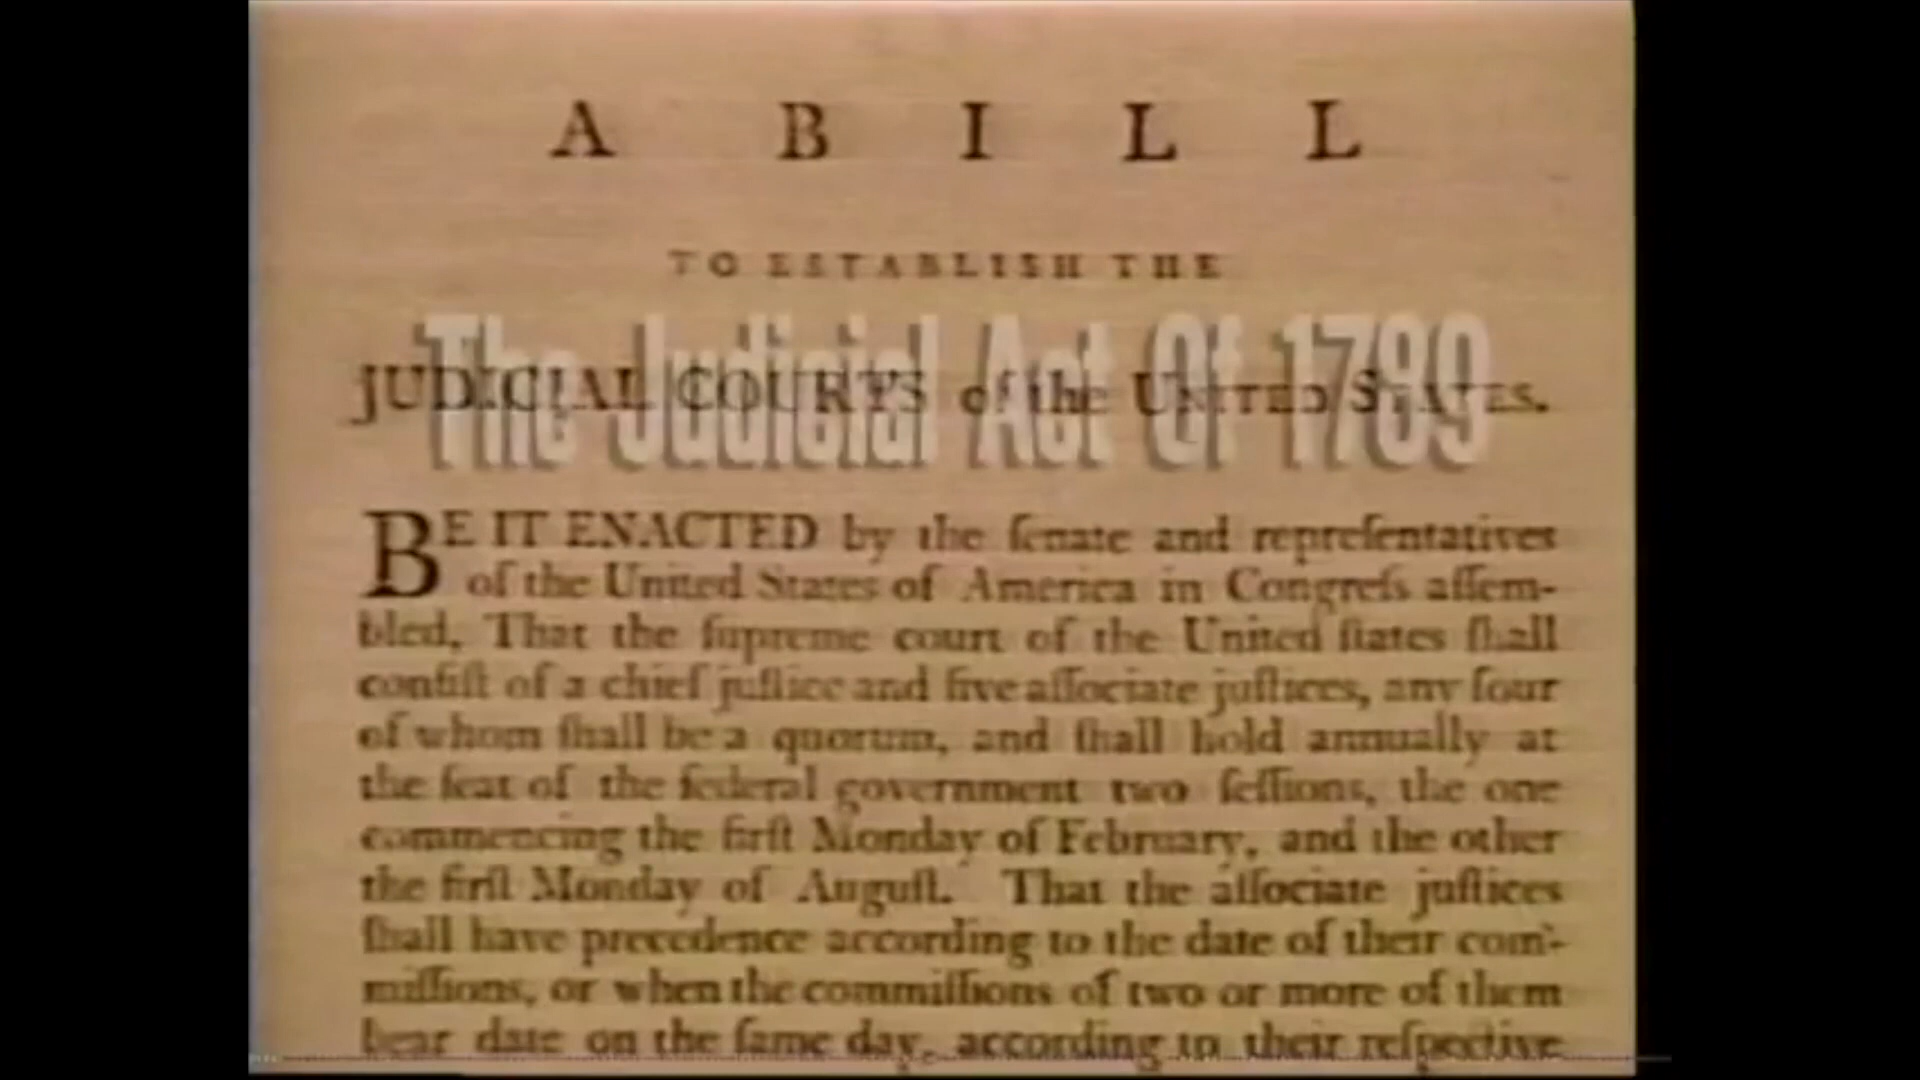 A BILL
TO ESTABLISH THE
The Judicial Act Of 1789
JUDICIAL COURTS of the UNITED STATES.
BE IT ENACTED by the ſenate and repreſentatives
of the United States of America in Congreſs aſſem-
bled, That the ſupreme court of the United ſtates ſhall
conſiſt of a chief juſtice and five aſſociate juſtices, any four
of whom ſhall be a quorum, and ſhall hold annually at
the ſeat of the federal government two ſeſſions, the one
commencing the firſt Monday of February, and the other
the firſt Monday of Auguſt. That the aſſociate juſtices
ſhall have precedence according to the date of their com-
miſſions, or when the commiſſions of two or more of them
bear date on the ſame day, according to their reſpective